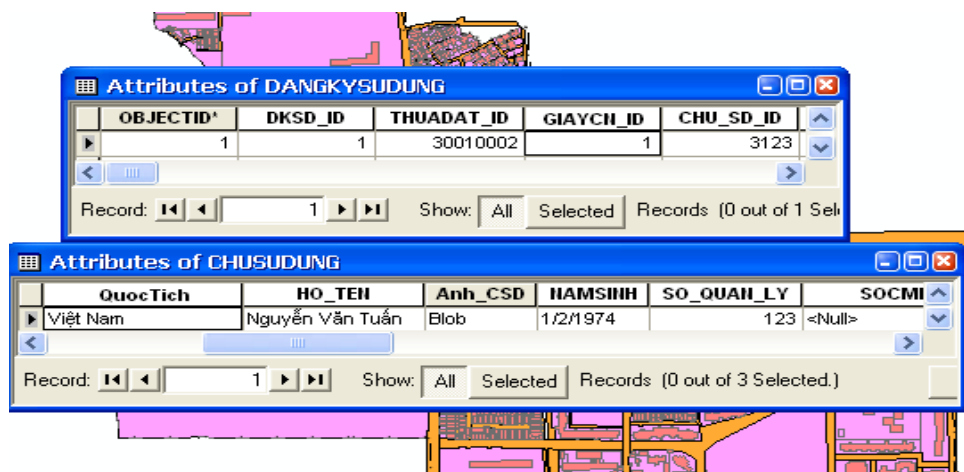 Attributes of DANGKYSUDUNG
OBJECTID* DKSD_ID THUADAT_ID GIAYCN_ID CHU_SD_ID
1 1 30010002 1 3123
Record: 1 Show: All Selected Records (0 out of 1 Sel
Attributes of CHUSUDUNG
QuocTich HO_TEN Anh_CSD NAMSINH SO_QUAN_LY SOCMI
Việt Nam Nguyễn Văn Tuấn Blob 1/2/1974 123 <Null>
Record: 1 Show: All Selected Records (0 out of 3 Selected.)